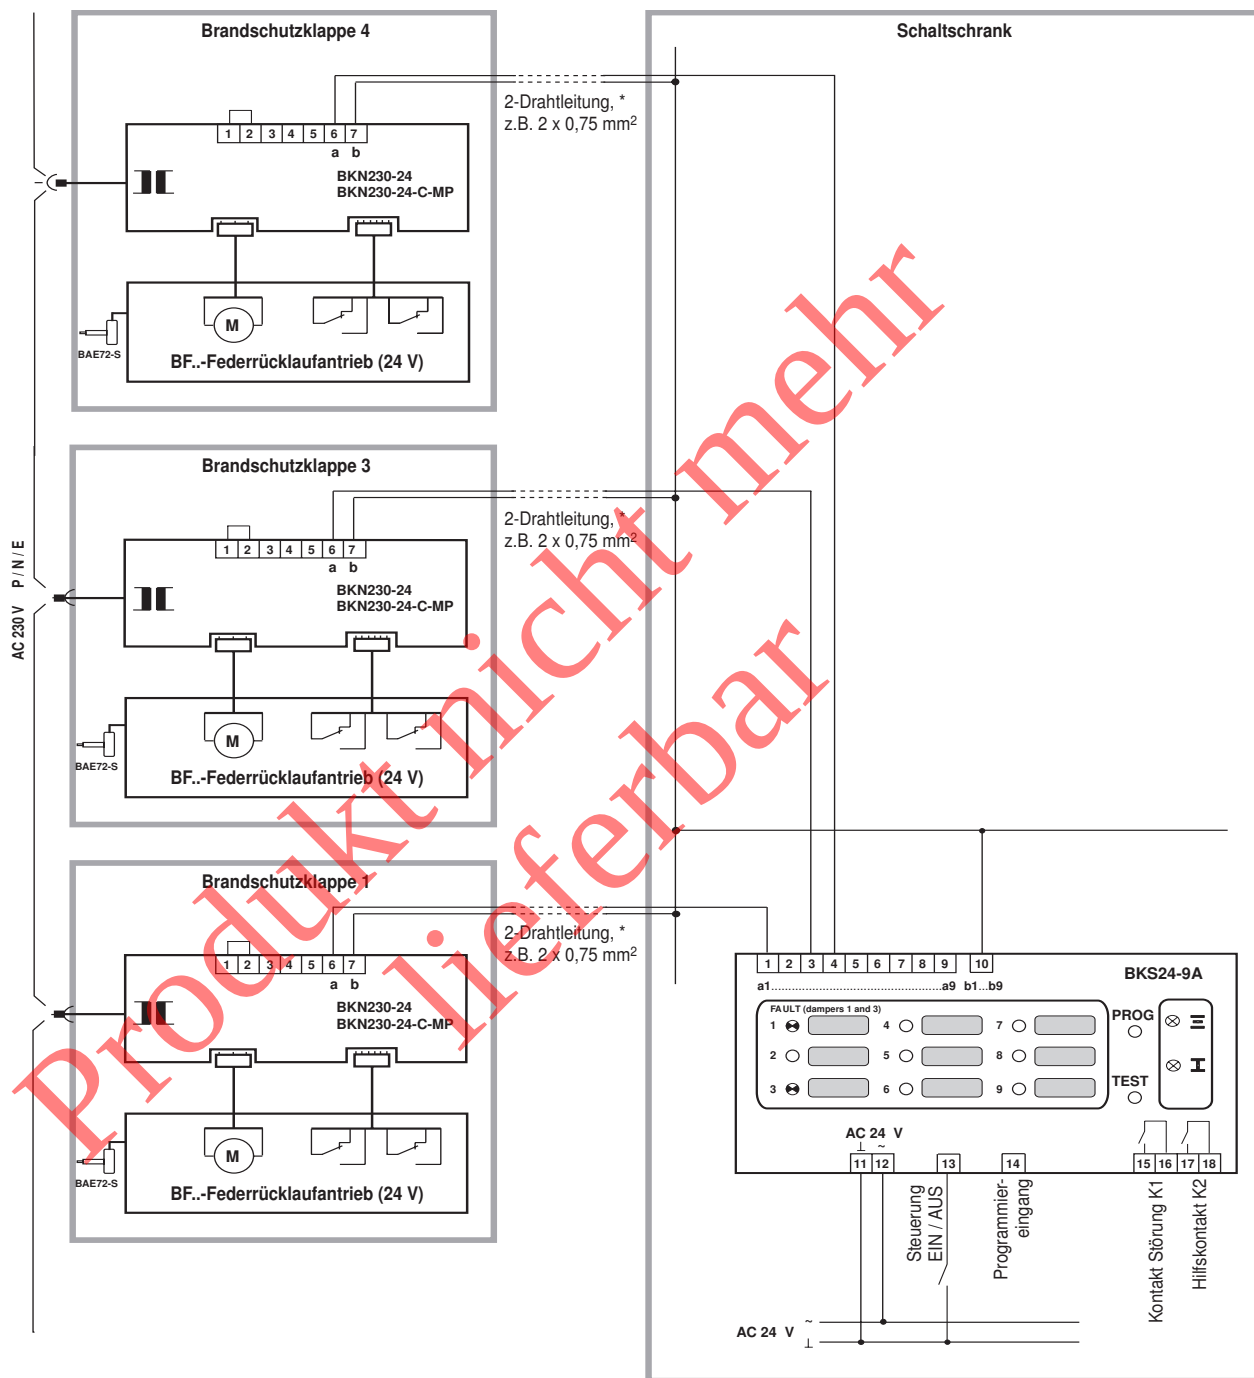 Brandschutzklappe 4
Schaltschrank
2-Drahtleitung, *
z.B. 2 x 0,75 mm²
1 2 3 4 5 6 7
a b
BKN230-24
BKN230-24-C-MP
M
BAE72-S
BF..-Federrücklaufantrieb (24 V)
Brandschutzklappe 3
2-Drahtleitung, *
z.B. 2 x 0,75 mm²
1 2 3 4 5 6 7
a b
BKN230-24
BKN230-24-C-MP
AC 230 V P / N / E
M
BAE72-S
BF..-Federrücklaufantrieb (24 V)
Brandschutzklappe 1
2-Drahtleitung, *
z.B. 2 x 0,75 mm²
1 2 3 4 5 6 7
a b
BKN230-24
BKN230-24-C-MP
M
BAE72-S
BF..-Federrücklaufantrieb (24 V)
1 2 3 4 5 6 7 8 9 10
BKS24-9A
a1...........................................a9 b1...b9
FAULT (dampers 1 and 3)
1 4 7
2 5 8
3 6 9
PROG
TEST
AC 24 V
⊥ ~
11 12 13 14 15 16 17 18
Steuerung
EIN / AUS
Programmier-
eingang
Kontakt Störung K1
Hilfskontakt K2
AC 24 V ~
⊥
Produkt nicht mehr
lieferbar